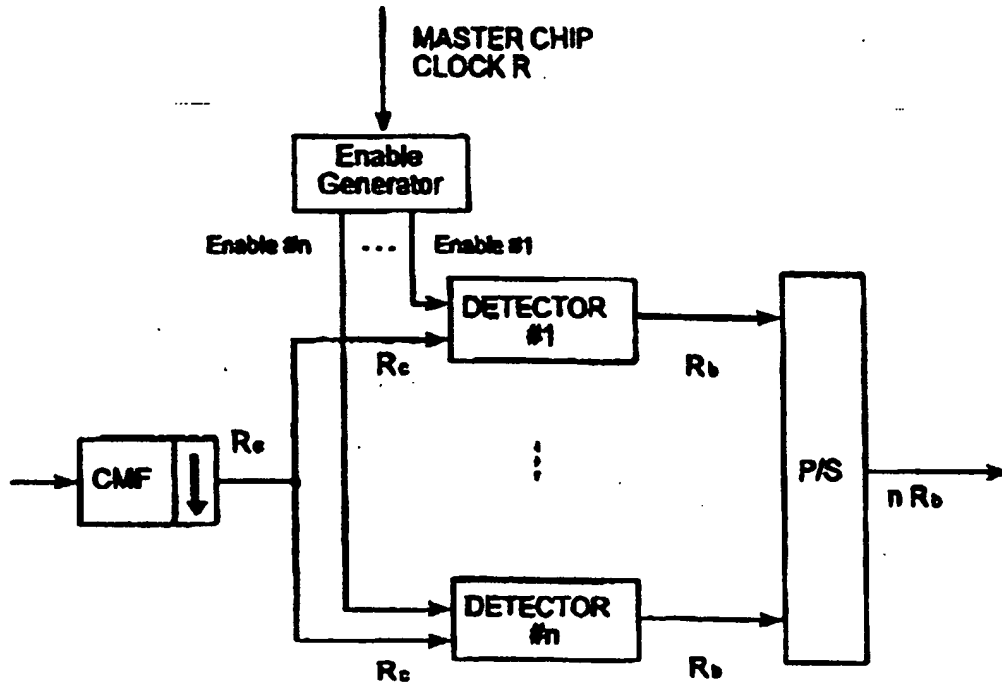 MASTER CHIP
CLOCK R
Enable
Generator
Enable #n
...
Enable #1
DETECTOR
#1
Rc
Rb
CMF
Rc
P/S
n Rb
DETECTOR
#n
Rc
Rb